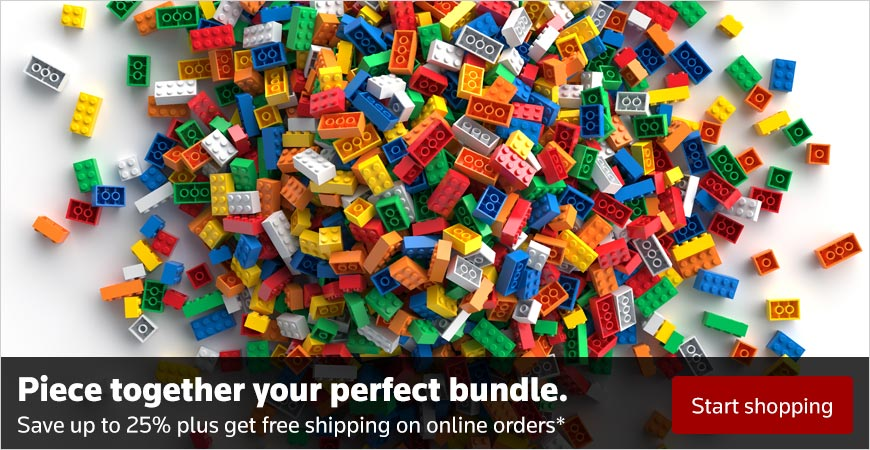 Piece together your perfect bundle.
Save up to 25% plus get free shipping on online orders*
Start shopping